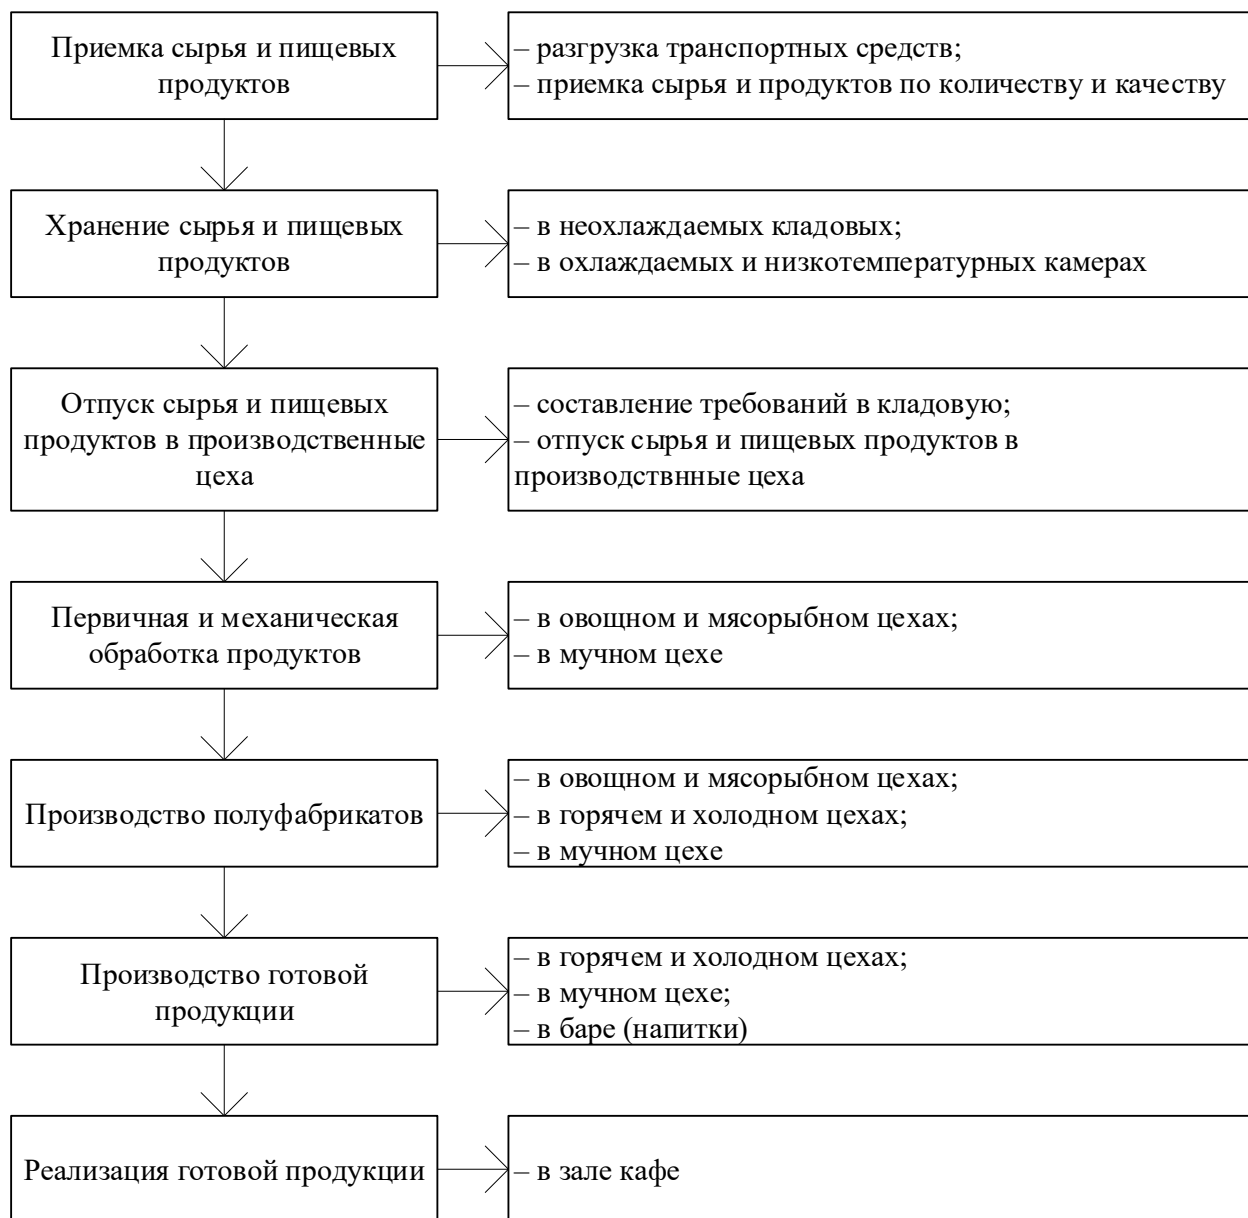 Приемка сырья и пищевых
продуктов
– разгрузка транспортных средств;
– приемка сырья и продуктов по количеству и качеству
Хранение сырья и пищевых
продуктов
– в неохлаждаемых кладовых;
– в охлаждаемых и низкотемпературных камерах
Отпуск сырья и пищевых
продуктов в производственные
цеха
– составление требований в кладовую;
– отпуск сырья и пищевых продуктов в
производствнные цеха
Первичная и механическая
обработка продуктов
– в овощном и мясорыбном цехах;
– в мучном цехе
Производство полуфабрикатов
– в овощном и мясорыбном цехах;
– в горячем и холодном цехах;
– в мучном цехе
Производство готовой
продукции
– в горячем и холодном цехах;
– в мучном цехе;
– в баре (напитки)
Реализация готовой продукции
– в зале кафе